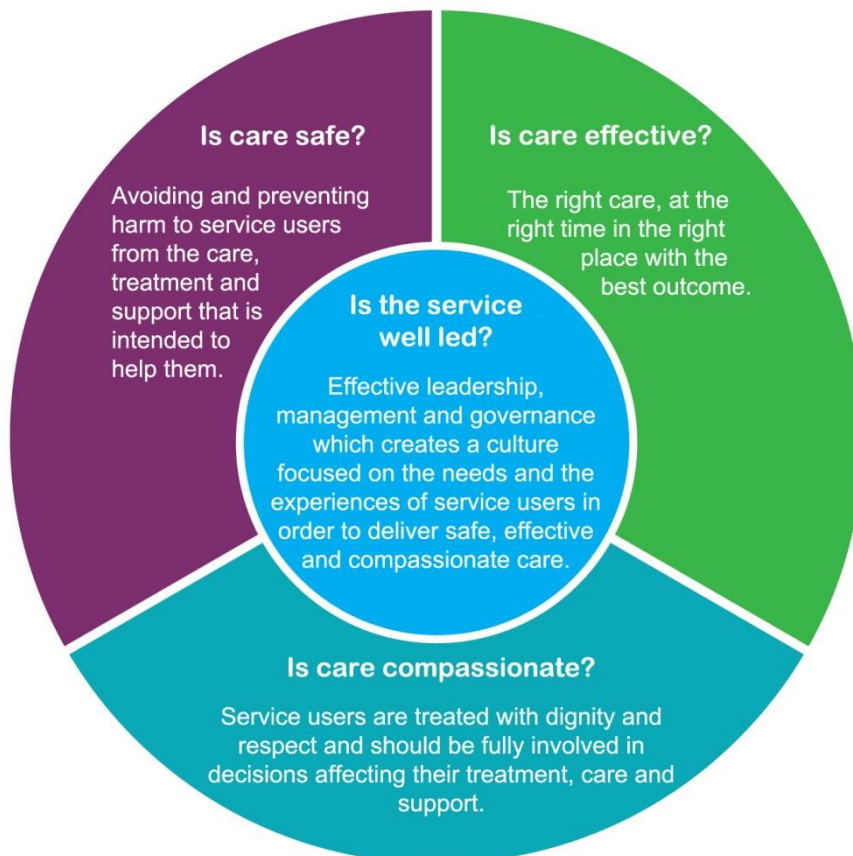 Is care safe?
Avoiding and preventing
harm to service users
from the care,
treatment and
support that is
intended to
help them.
Is care effective?
The right care, at the
right time in the right
place with the
best outcome.
Is the service
well led?
Effective leadership,
management and governance
which creates a culture
focused on the needs and the
experiences of service users in
order to deliver safe, effective
and compassionate care.
Is care compassionate?
Service users are treated with dignity and
respect and should be fully involved in
decisions affecting their treatment, care and
support.